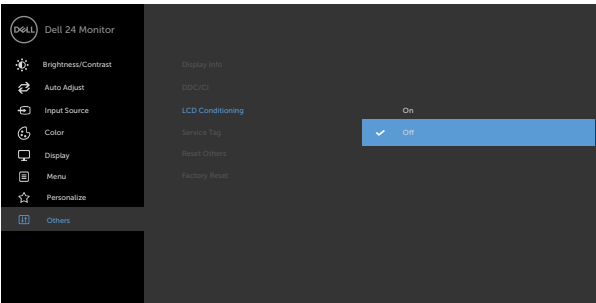 DELL
Dell 24 Monitor
Brightness/Contrast
Auto Adjust
Input Source
Color
Display
Menu
Personalize
Others
Display Info
DDC/CI
LCD Conditioning
Service Tag
Reset Others
Factory Reset
On
Off